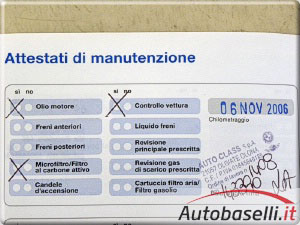 Attestati di manutenzione
si no
si no
Olio motore
Controllo vettura
06 NOV 2006
Chilometraggio
Freni anteriori
Liquido freni
Freni posteriori
Revisione
principale prescritta
AUTO CLASS
Microfiltro/Filtro
al carbone attivo
Revisione gas
di scarico prescritta
Candele
d'accensione
Cartuccia filtro aria/
Filtro gasolio
Autobaselli.it